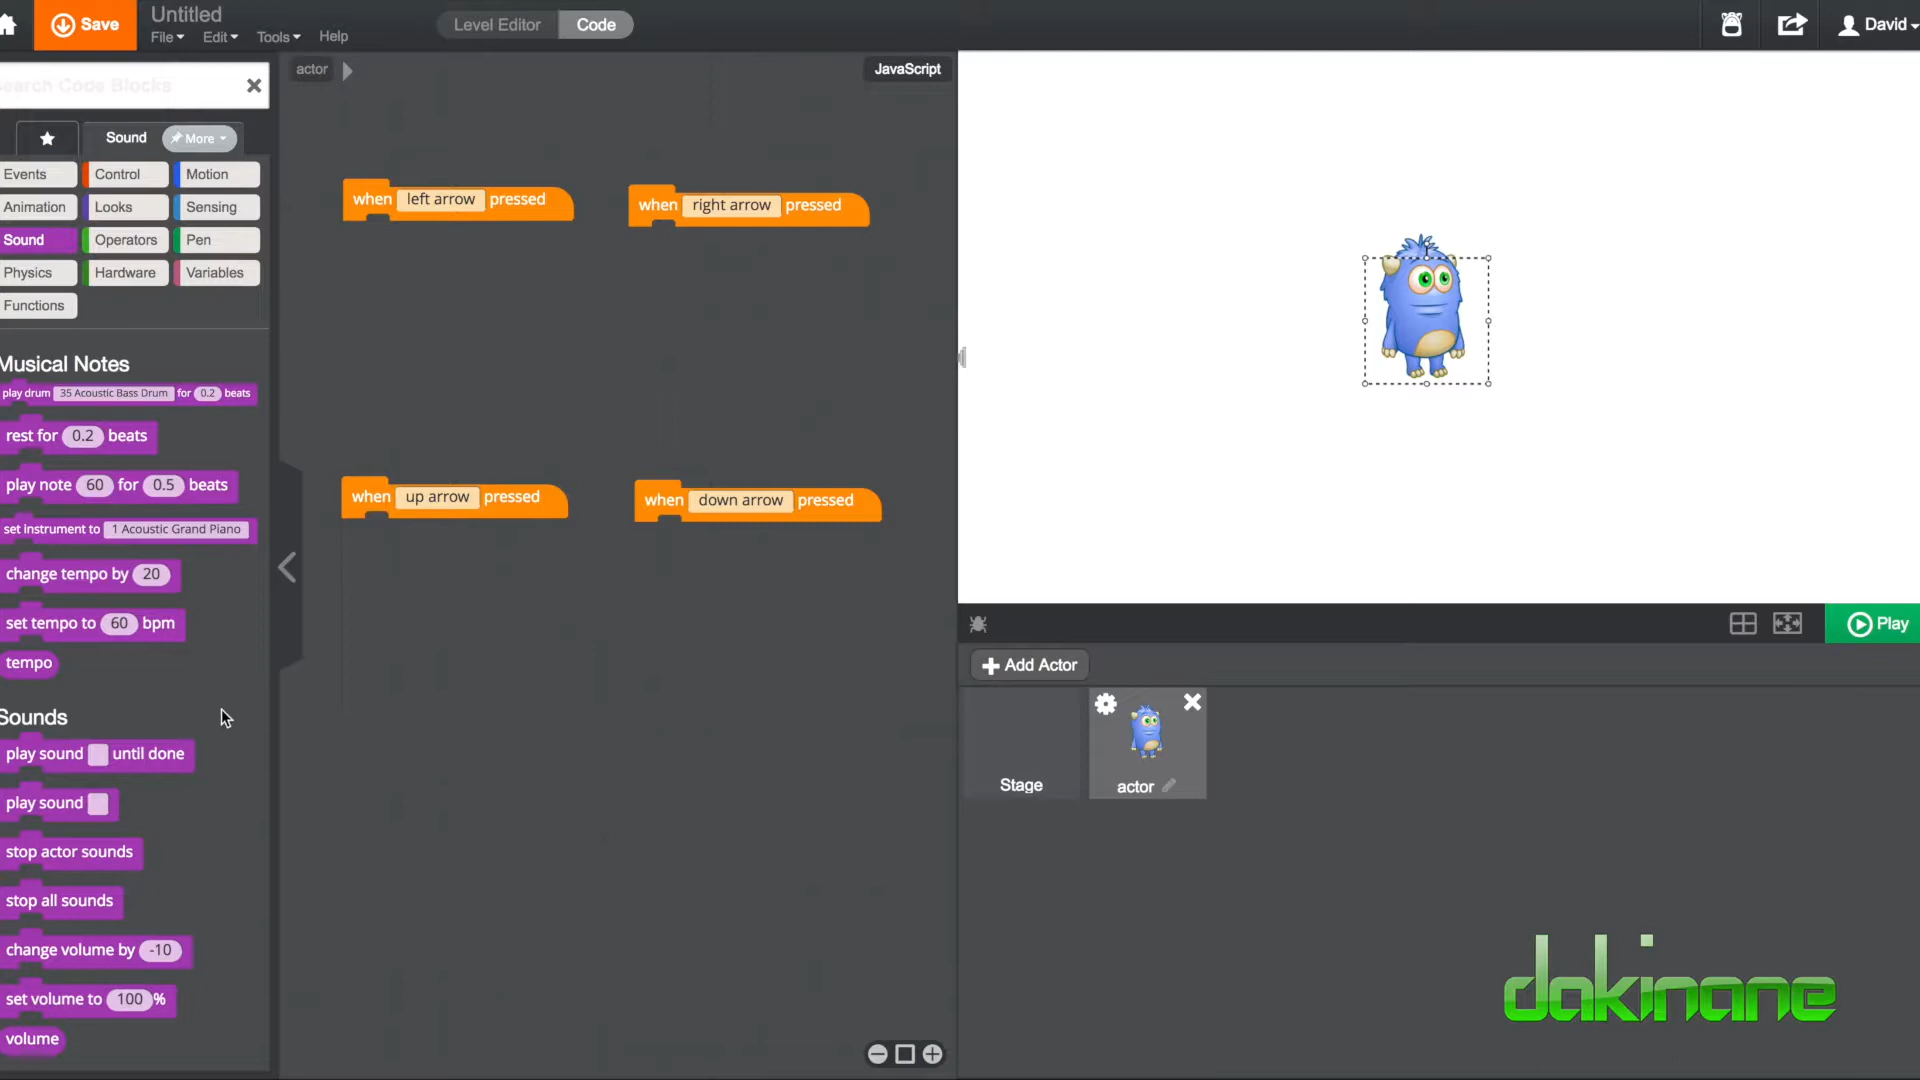 Save
Untitled
File Edit Tools Help
Level Editor Code
David
Search Code Blocks
actor
JavaScript
Sound More
Events Control Motion
Animation Looks Sensing
Sound Operators Pen
Physics Hardware Variables
Functions
when left arrow pressed
when right arrow pressed
when up arrow pressed
when down arrow pressed
Musical Notes
play drum 35 Acoustic Bass Drum for 0.2 beats
rest for 0.2 beats
play note 60 for 0.5 beats
set instrument to 1 Acoustic Grand Piano
change tempo by 20
set tempo to 60 bpm
tempo
Sounds
play sound until done
play sound
stop actor sounds
stop all sounds
change volume by -10
set volume to 100 %
volume
Play
Add Actor
Stage
actor
dakinane